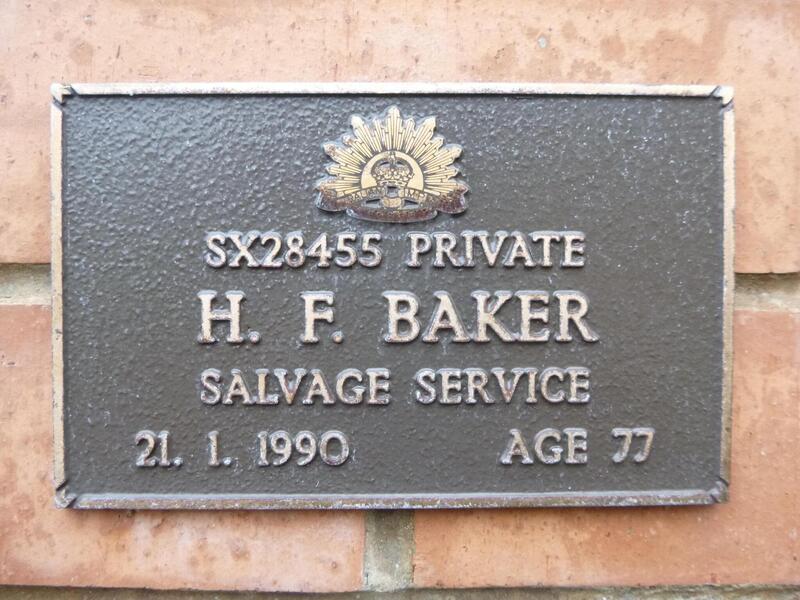 SX28455 PRIVATE
H. F. BAKER
SALVAGE SERVICE
21. 1. 1990 AGE 77